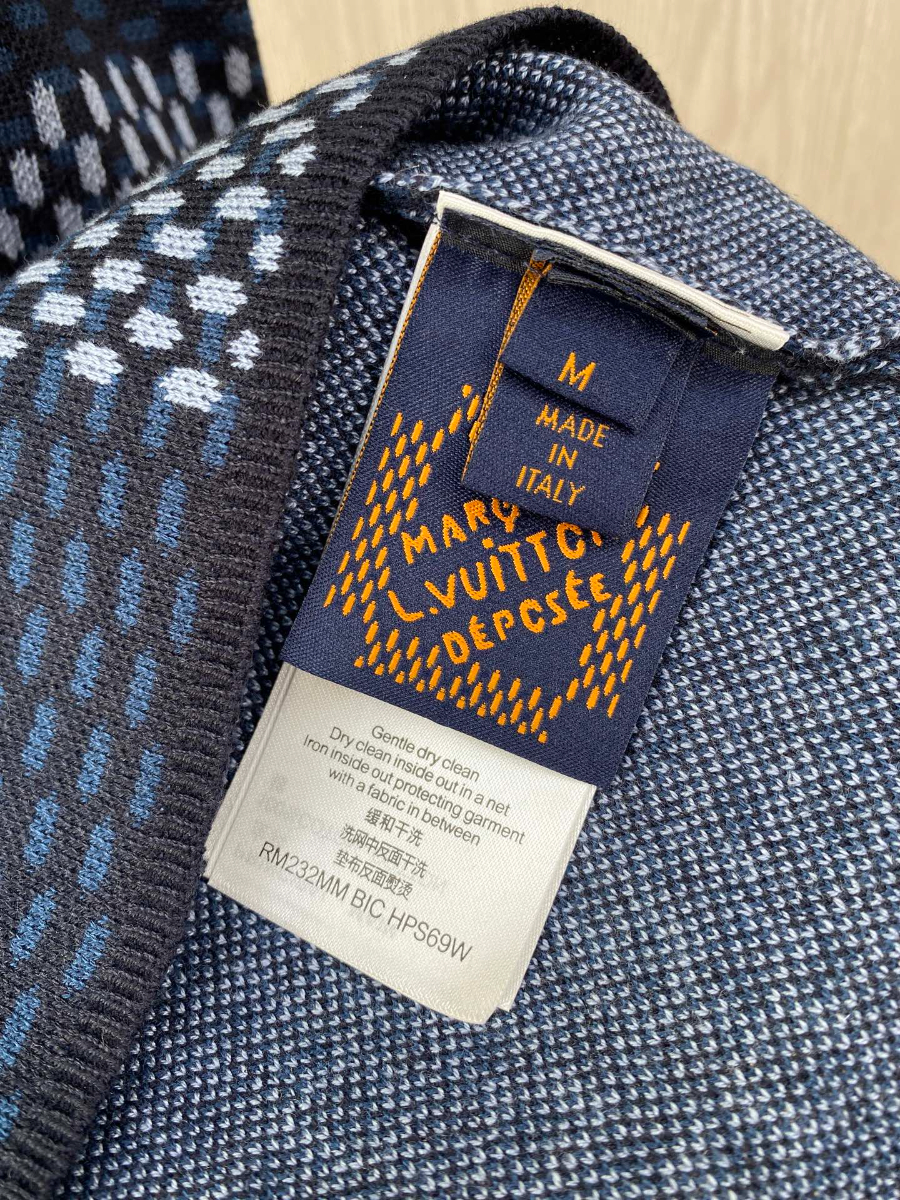 M
MADE
IN
ITALY
MARQ
L.VUITTO
DÉPOSÉE
Gentle dry clean
Dry clean inside out in a net
Iron inside out protecting garment
with a fabric in between
缓和干洗
洗网中反面干洗
垫布反面熨烫
RM232MM BIC HPS69W